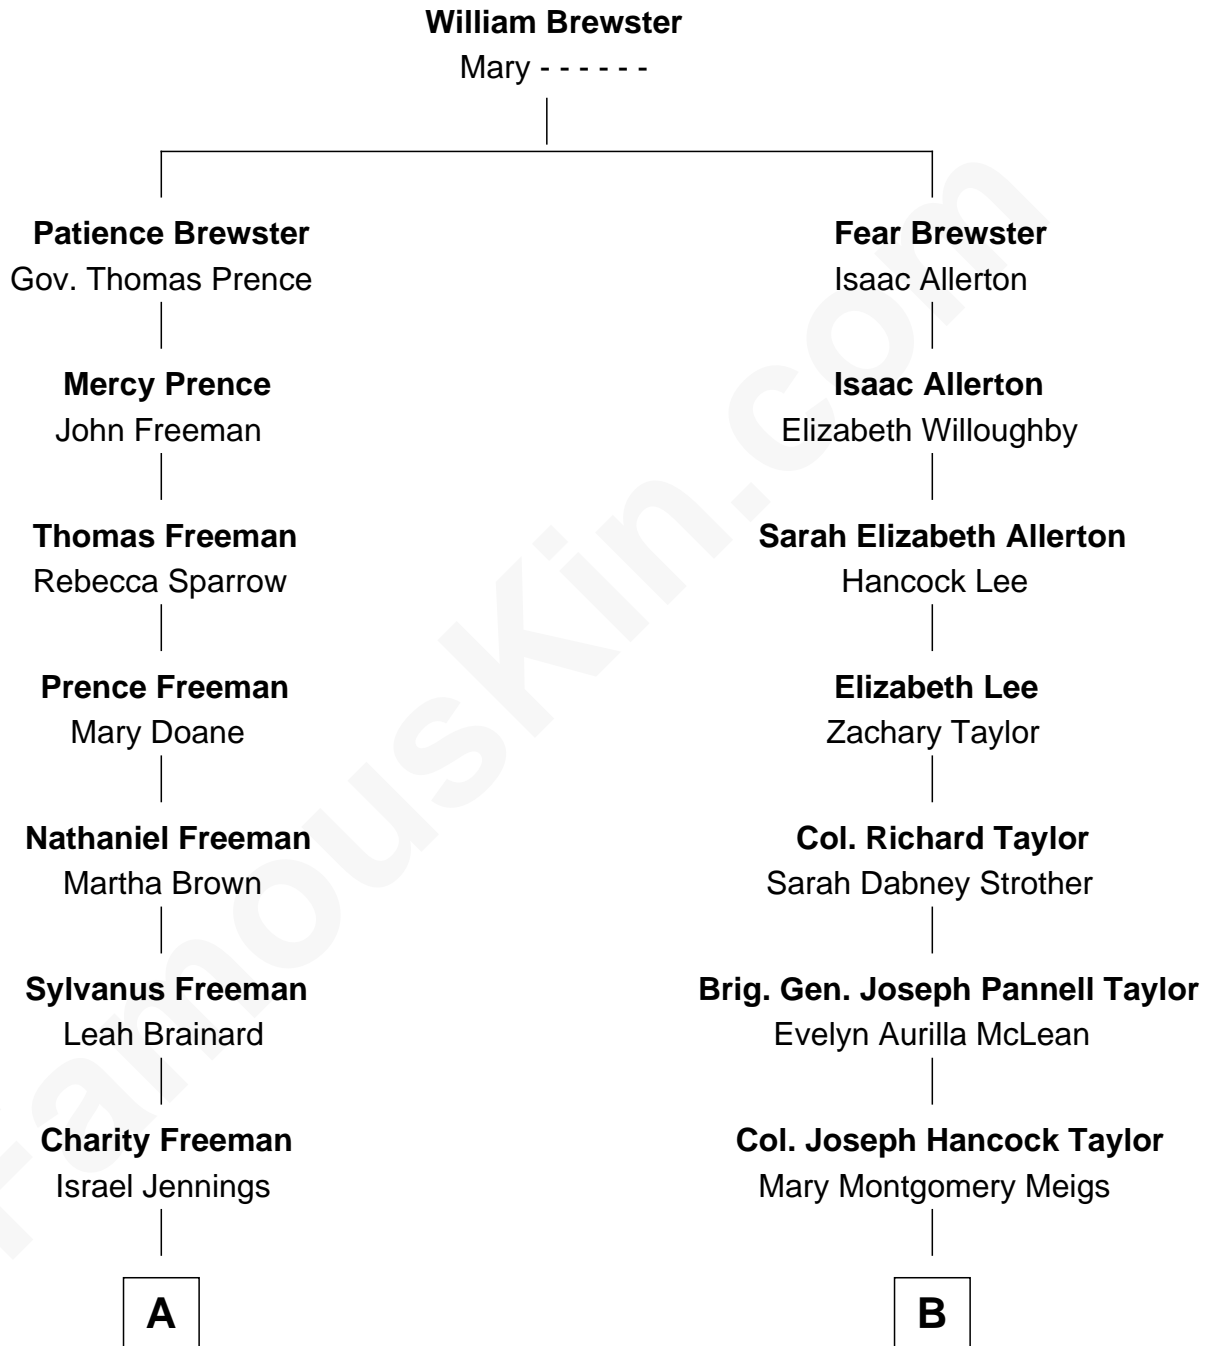 William Brewster
Mary - - - - - -
Patience Brewster
Gov. Thomas Prence
Fear Brewster
Isaac Allerton
Mercy Prence
John Freeman
Isaac Allerton
Elizabeth Willoughby
Thomas Freeman
Rebecca Sparrow
Sarah Elizabeth Allerton
Hancock Lee
Prence Freeman
Mary Doane
Elizabeth Lee
Zachary Taylor
Nathaniel Freeman
Martha Brown
Col. Richard Taylor
Sarah Dabney Strother
Sylvanus Freeman
Leah Brainard
Brig. Gen. Joseph Pannell Taylor
Evelyn Aurilla McLean
Charity Freeman
Israel Jennings
Col. Joseph Hancock Taylor
Mary Montgomery Meigs
A
B
FamousKin.com